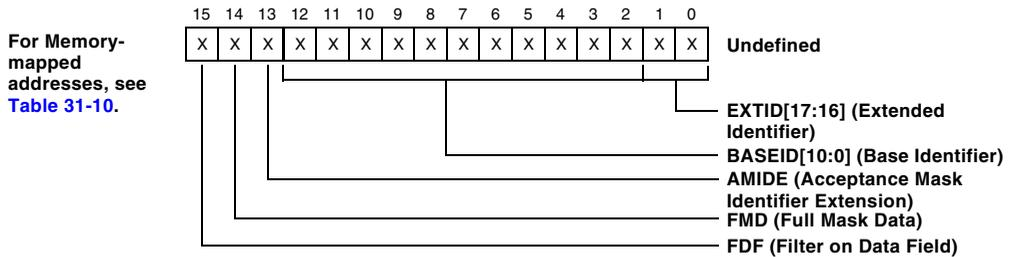 15 14 13 12 11 10 9 8 7 6 5 4 3 2 1 0
For Memory-
mapped
addresses, see
Table 31-10.
X X X X X X X X X X X X X X X X
Undefined
EXTID[17:16] (Extended
Identifier)
BASEID[10:0] (Base Identifier)
AMIDE (Acceptance Mask
Identifier Extension)
FMD (Full Mask Data)
FDF (Filter on Data Field)